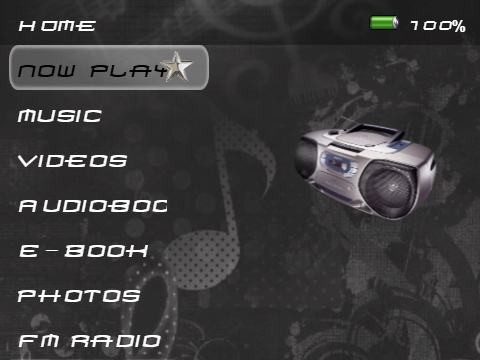 HOME 100%
NOW PLAY
MUSIC
VIDEOS
AUDIOBOO
E-BOOK
PHOTOS
FM RADIO